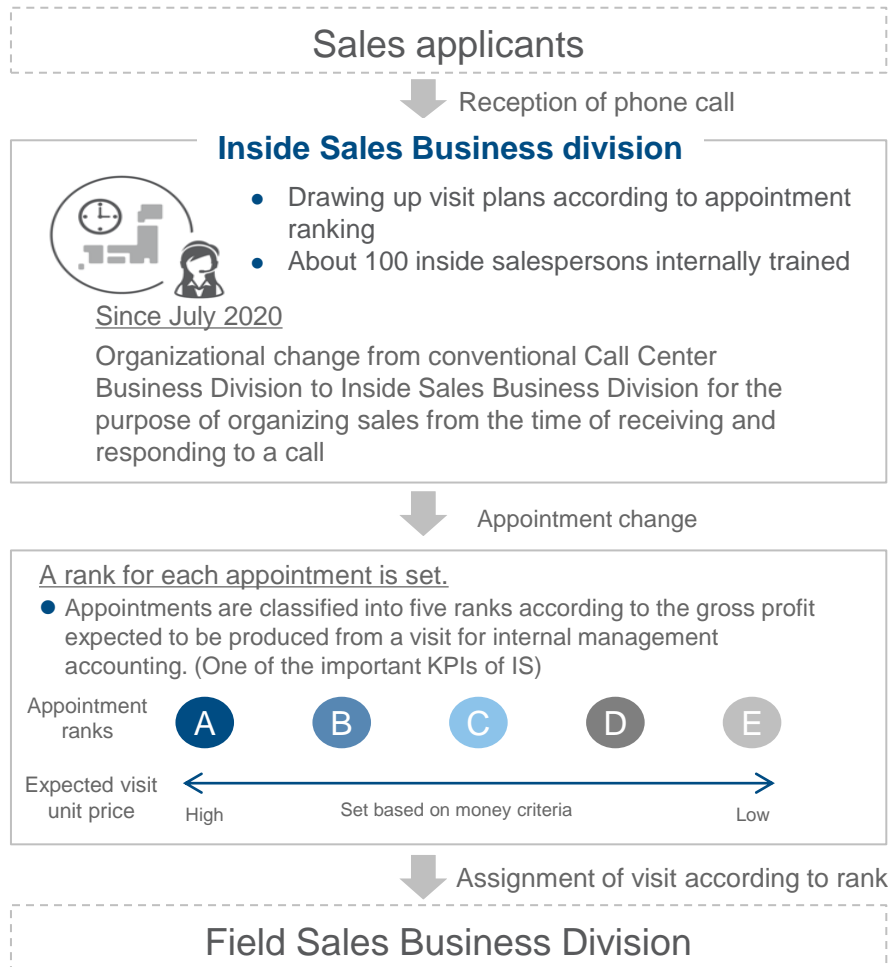 Sales applicants
Reception of phone call
Inside Sales Business division
● Drawing up visit plans according to appointment
ranking
● About 100 inside salespersons internally trained
Since July 2020
Organizational change from conventional Call Center
Business Division to Inside Sales Business Division for the
purpose of organizing sales from the time of receiving and
responding to a call
Appointment change
A rank for each appointment is set.
● Appointments are classified into five ranks according to the gross profit
expected to be produced from a visit for internal management
accounting. (One of the important KPIs of IS)
Appointment
ranks
A B C D E
Expected visit
unit price
High Set based on money criteria Low
Assignment of visit according to rank
Field Sales Business Division